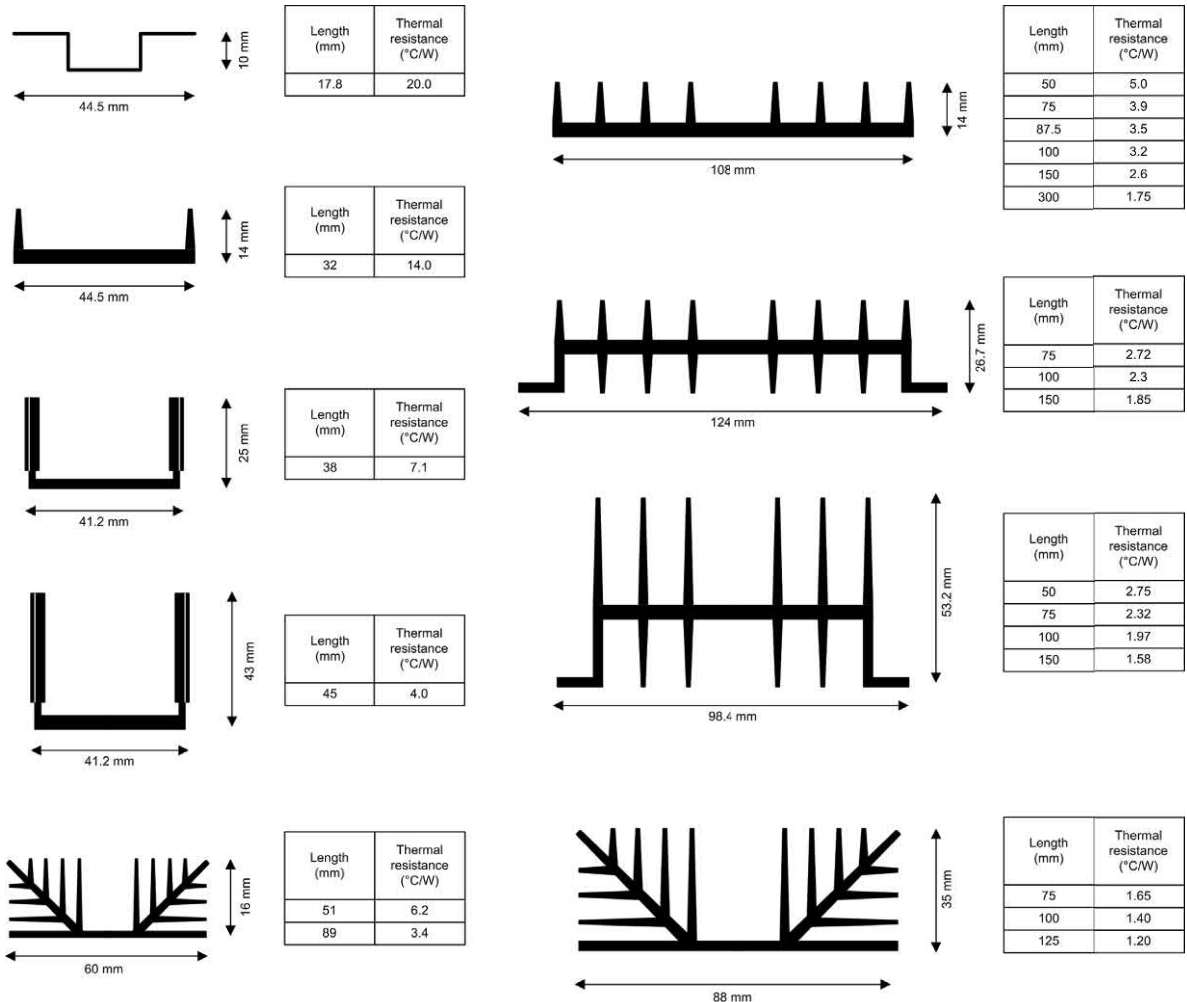 10 mm
44.5 mm
Length (mm) Thermal resistance (°C/W)
17.8 20.0
14 mm
44.5 mm
Length (mm) Thermal resistance (°C/W)
32 14.0
25 mm
41.2 mm
Length (mm) Thermal resistance (°C/W)
38 7.1
43 mm
41.2 mm
Length (mm) Thermal resistance (°C/W)
45 4.0
16 mm
60 mm
Length (mm) Thermal resistance (°C/W)
51 6.2
89 3.4
14 mm
108 mm
Length (mm) Thermal resistance (°C/W)
50 5.0
75 3.9
87.5 3.5
100 3.2
150 2.6
300 1.75
26.7 mm
124 mm
Length (mm) Thermal resistance (°C/W)
75 2.72
100 2.3
150 1.85
53.2 mm
98.4 mm
Length (mm) Thermal resistance (°C/W)
50 2.75
75 2.32
100 1.97
150 1.58
35 mm
88 mm
Length (mm) Thermal resistance (°C/W)
75 1.65
100 1.40
125 1.20